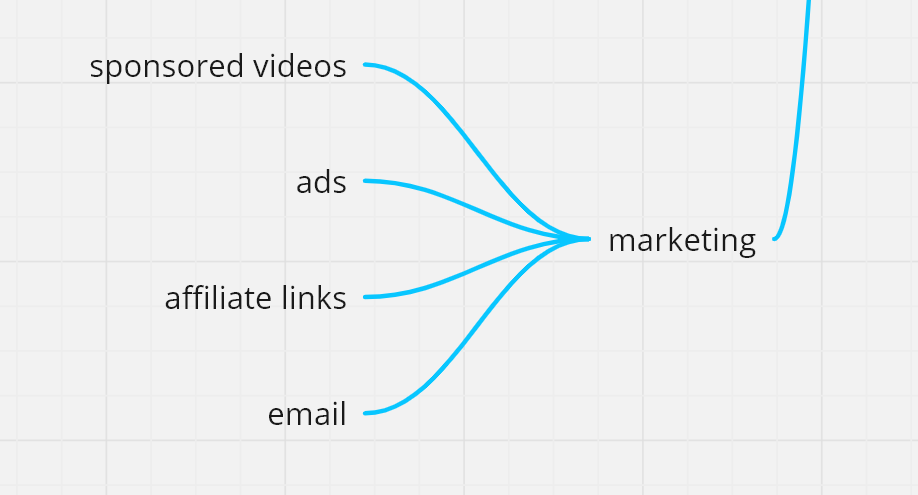 sponsored videos
ads
marketing
affiliate links
email